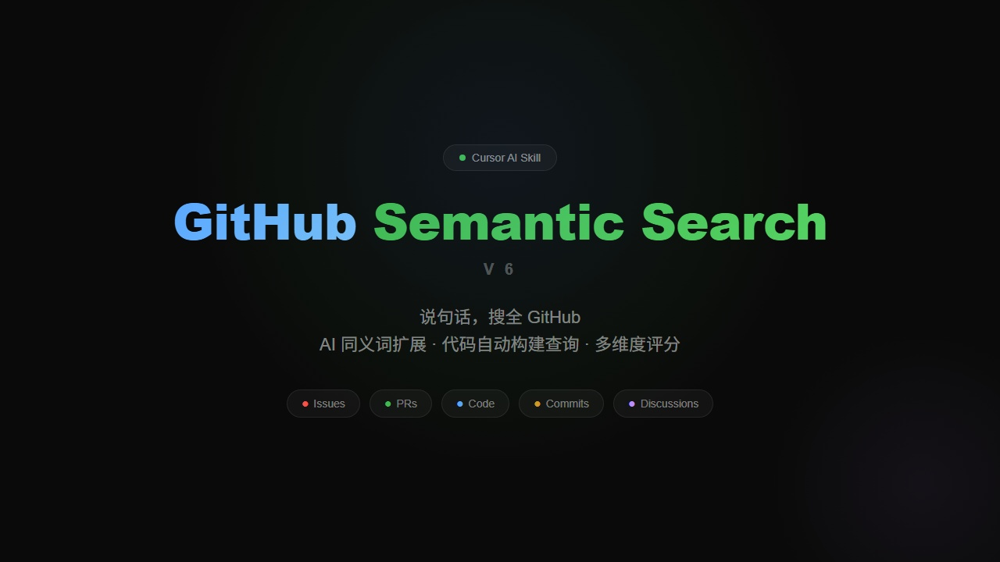 Cursor AI Skill
GitHub Semantic Search
V 6
说句话，搜全 GitHub
AI 同义词扩展 · 代码自动构建查询 · 多维度评分
Issues PRs Code Commits Discussions